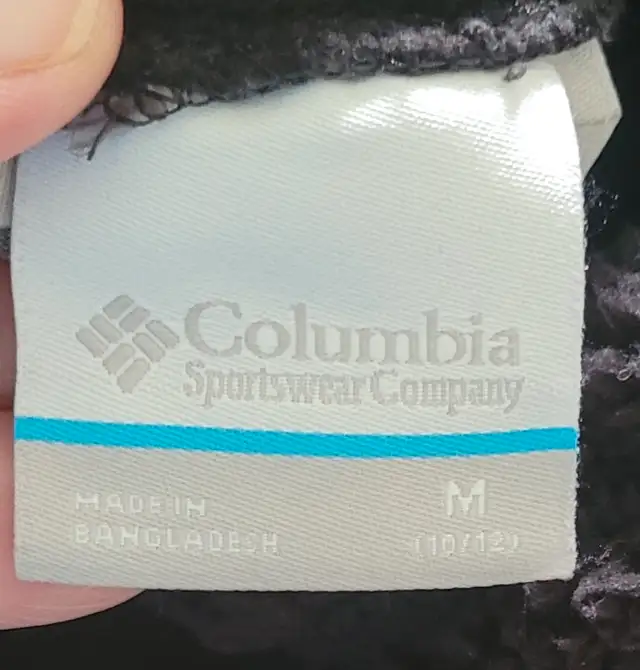 Columbia
Sportswear Company
MADE IN
BANGLADESH
M
(10/12)